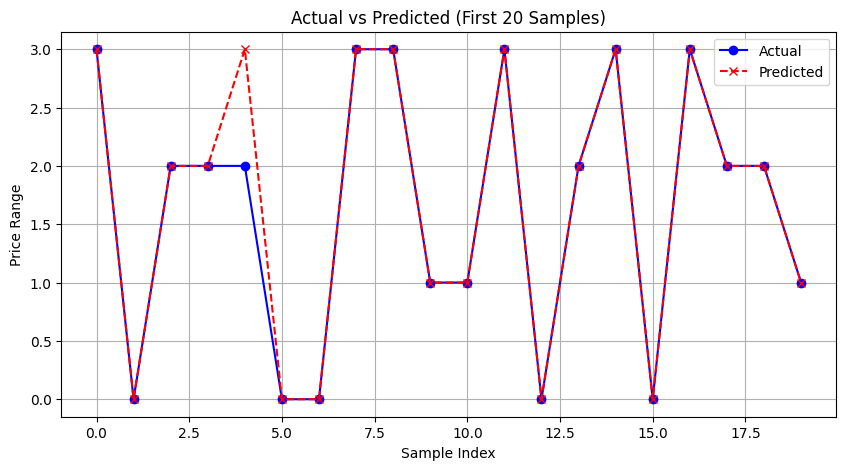 Actual vs Predicted (First 20 Samples)
Actual
Predicted
Price Range
3.0
2.5
2.0
1.5
1.0
0.5
0.0
0.0 2.5 5.0 7.5 10.0 12.5 15.0 17.5
Sample Index